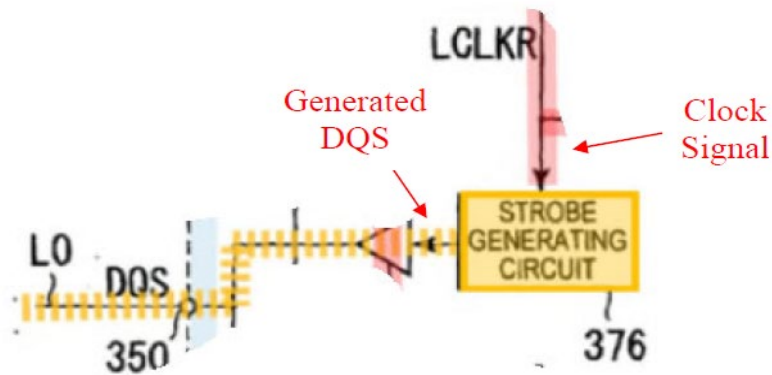 LCLKR
Generated
DQS
Clock
Signal
STROBE
GENERATING
CIRCUIT
L0
DQS
350
376